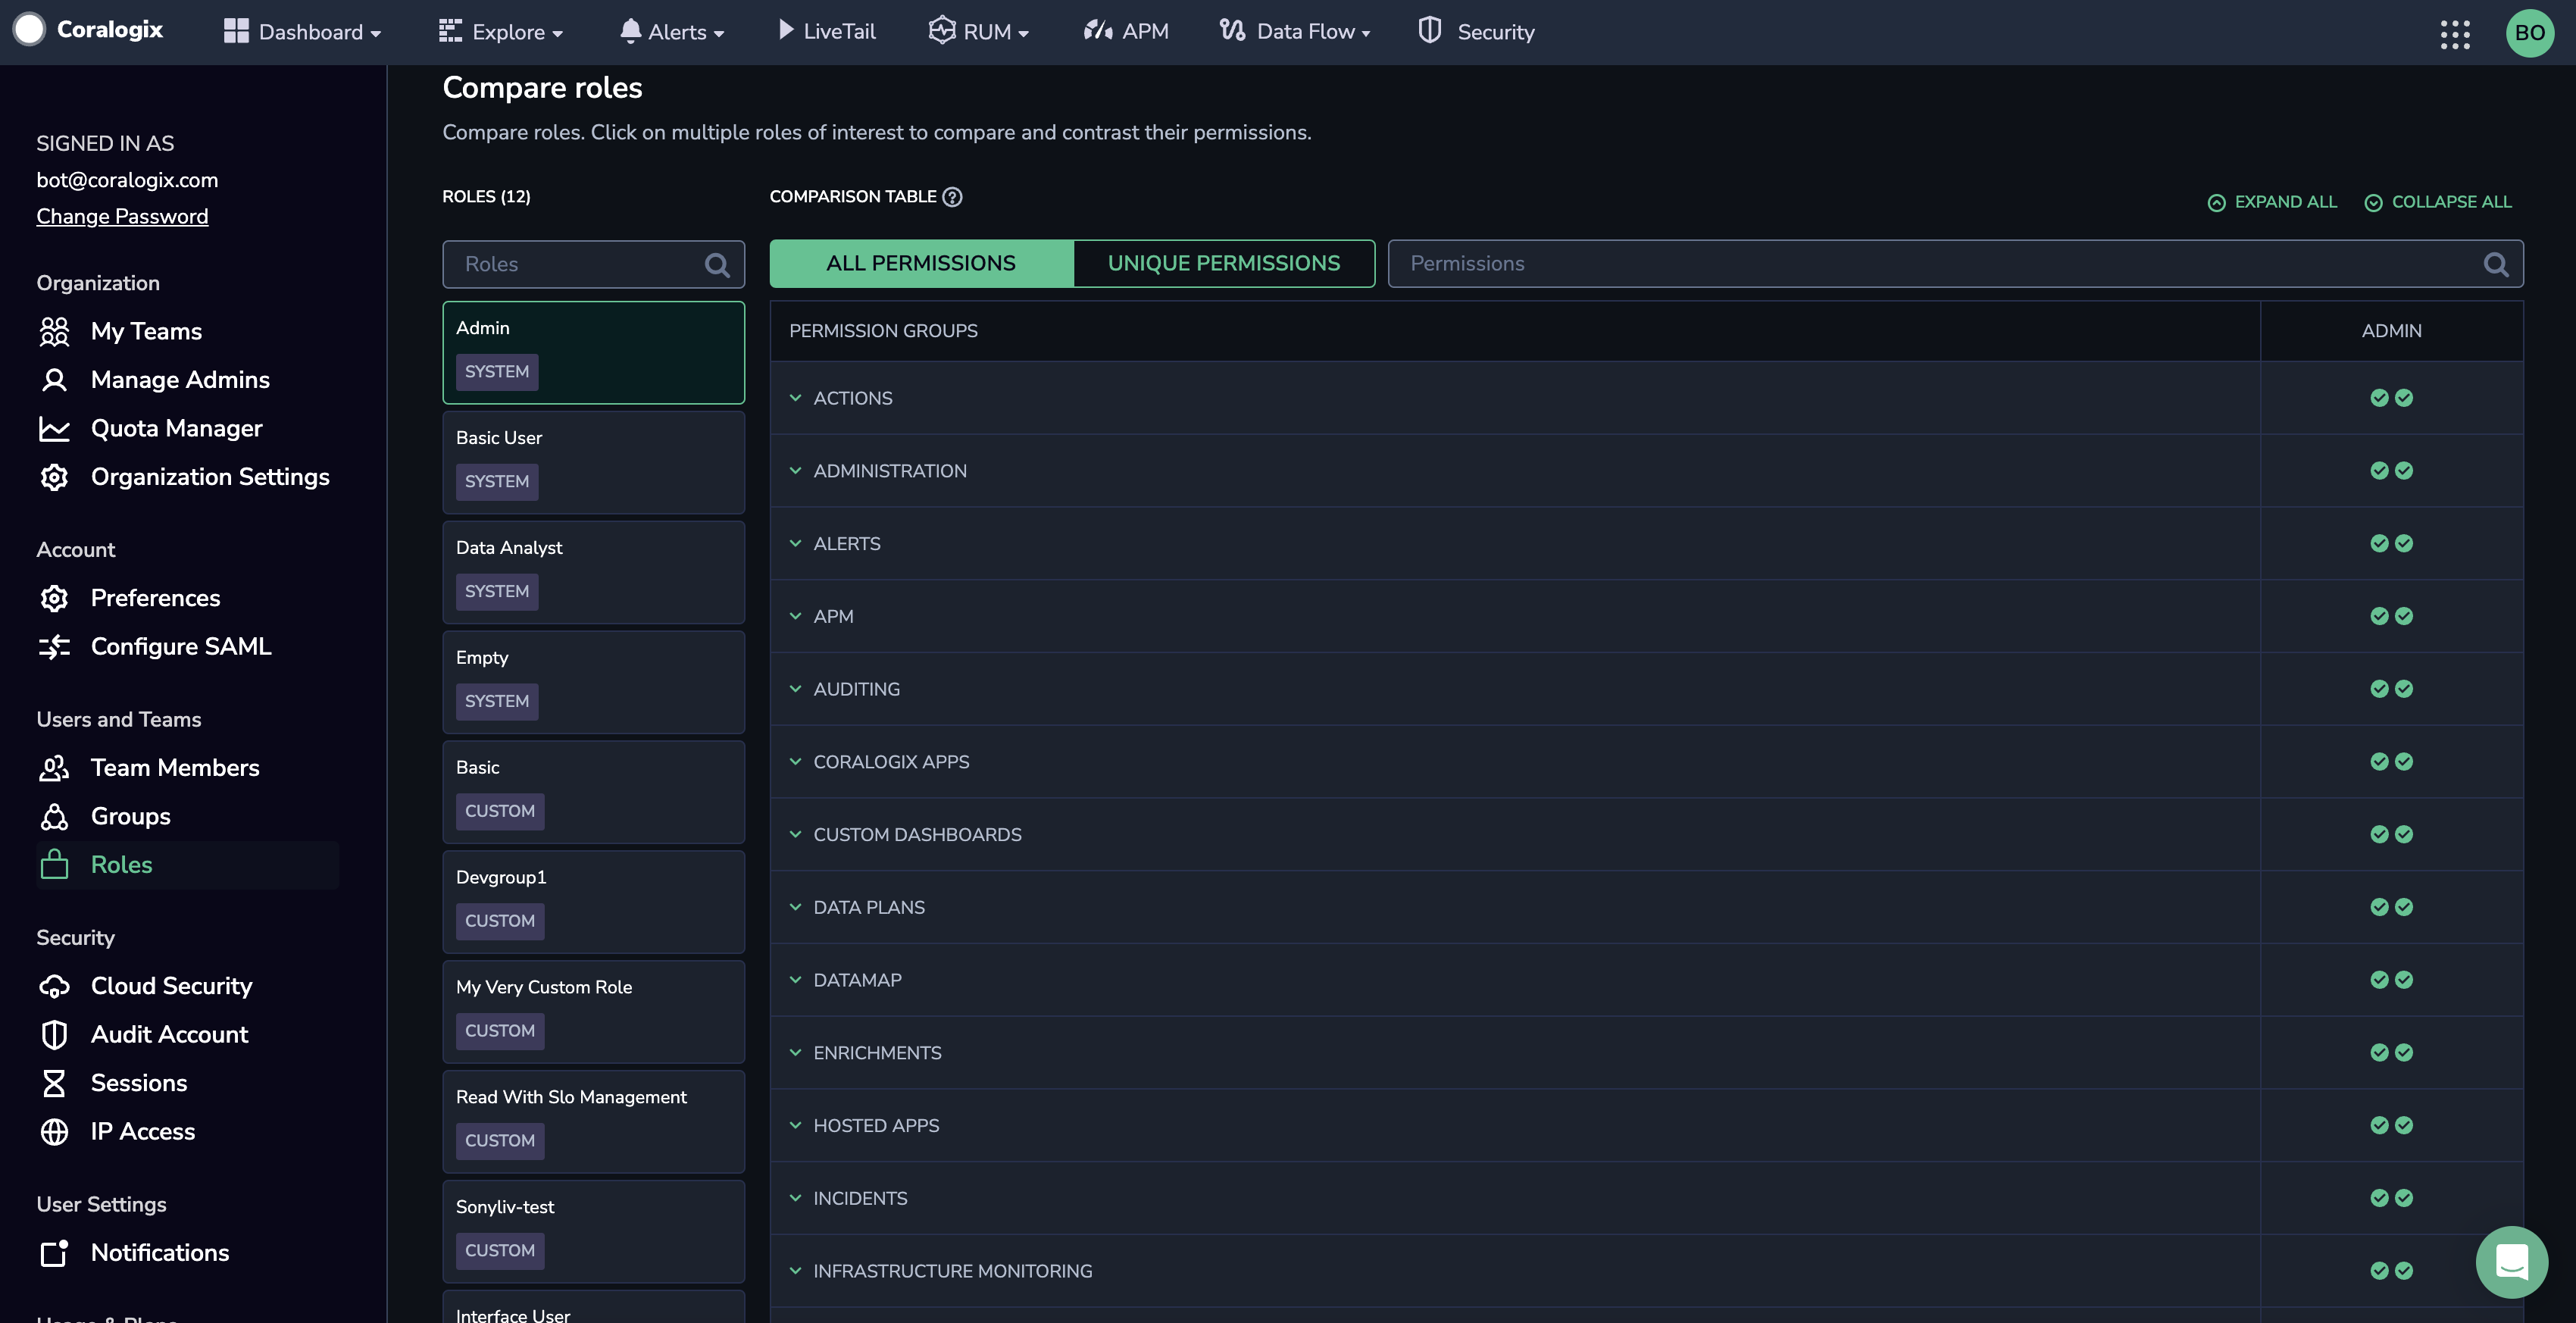 Coralogix
Dashboard
Explore
Alerts
LiveTail
RUM
APM
Data Flow
Security
BO
SIGNED IN AS
bot@coralogix.com
Change Password
Organization
My Teams
Manage Admins
Quota Manager
Organization Settings
Account
Preferences
Configure SAML
Users and Teams
Team Members
Groups
Roles
Security
Cloud Security
Audit Account
Sessions
IP Access
User Settings
Notifications
Compare roles
Compare roles. Click on multiple roles of interest to compare and contrast their permissions.
ROLES (12)
Roles
Admin
SYSTEM
Basic User
SYSTEM
Data Analyst
SYSTEM
Empty
SYSTEM
Basic
CUSTOM
Devgroup1
CUSTOM
My Very Custom Role
CUSTOM
Read With Slo Management
CUSTOM
Sonyliv-test
CUSTOM
Interface User
COMPARISON TABLE ?
EXPAND ALL
COLLAPSE ALL
ALL PERMISSIONS
UNIQUE PERMISSIONS
Permissions
PERMISSION GROUPS
ADMIN
ACTIONS
ADMINISTRATION
ALERTS
APM
AUDITING
CORALOGIX APPS
CUSTOM DASHBOARDS
DATA PLANS
DATAMAP
ENRICHMENTS
HOSTED APPS
INCIDENTS
INFRASTRUCTURE MONITORING